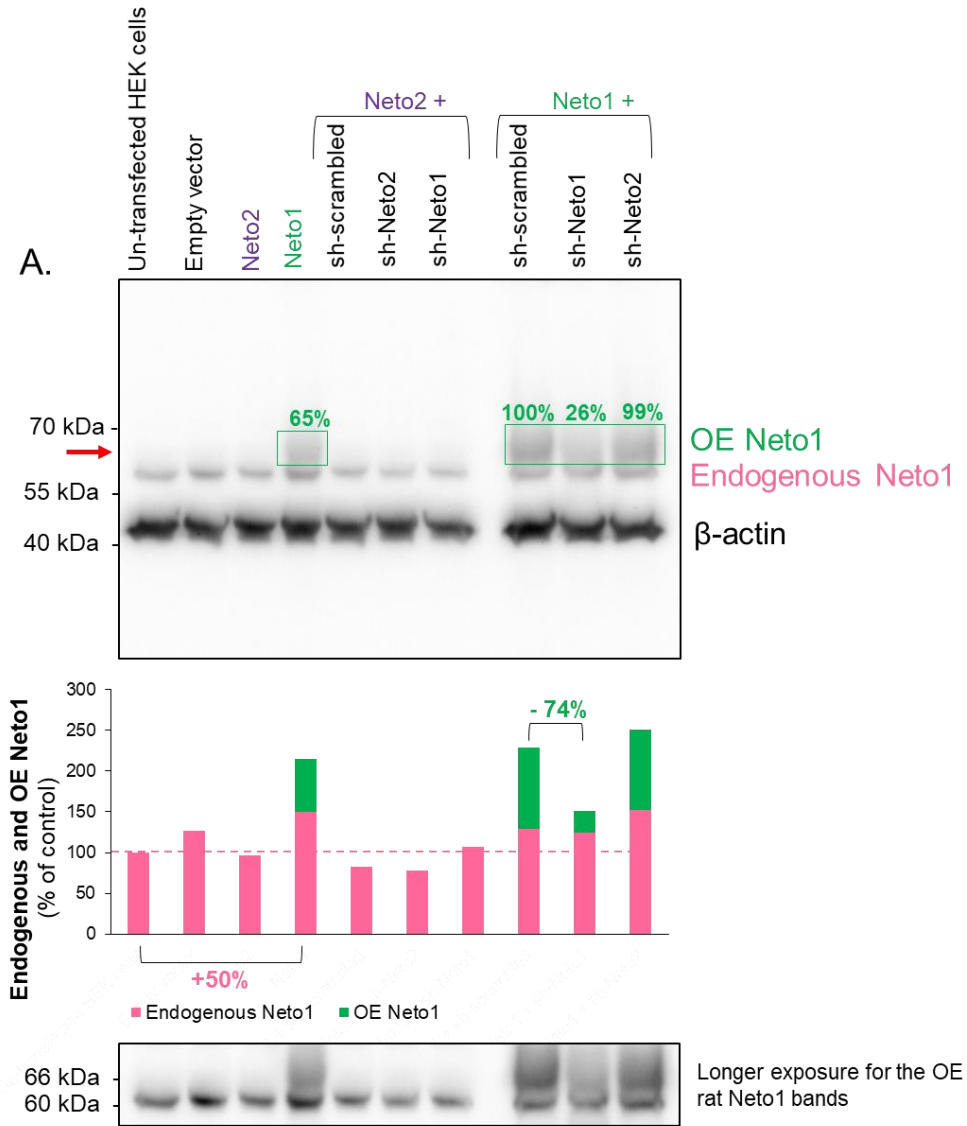 Un-transfected HEK cells
Empty vector
Neto2
Neto1
Neto2 +
sh-scrambled
sh-Neto2
sh-Neto1
Neto1 +
sh-scrambled
sh-Neto1
sh-Neto2
A.
65%
100% 26% 99%
70 kDa
OE Neto1
Endogenous Neto1
55 kDa
β-actin
40 kDa
Endogenous and OE Neto1
(% of control)
300
250
200
150
100
50
0
- 74%
+50%
Endogenous Neto1
OE Neto1
66 kDa
60 kDa
Longer exposure for the OE
rat Neto1 bands